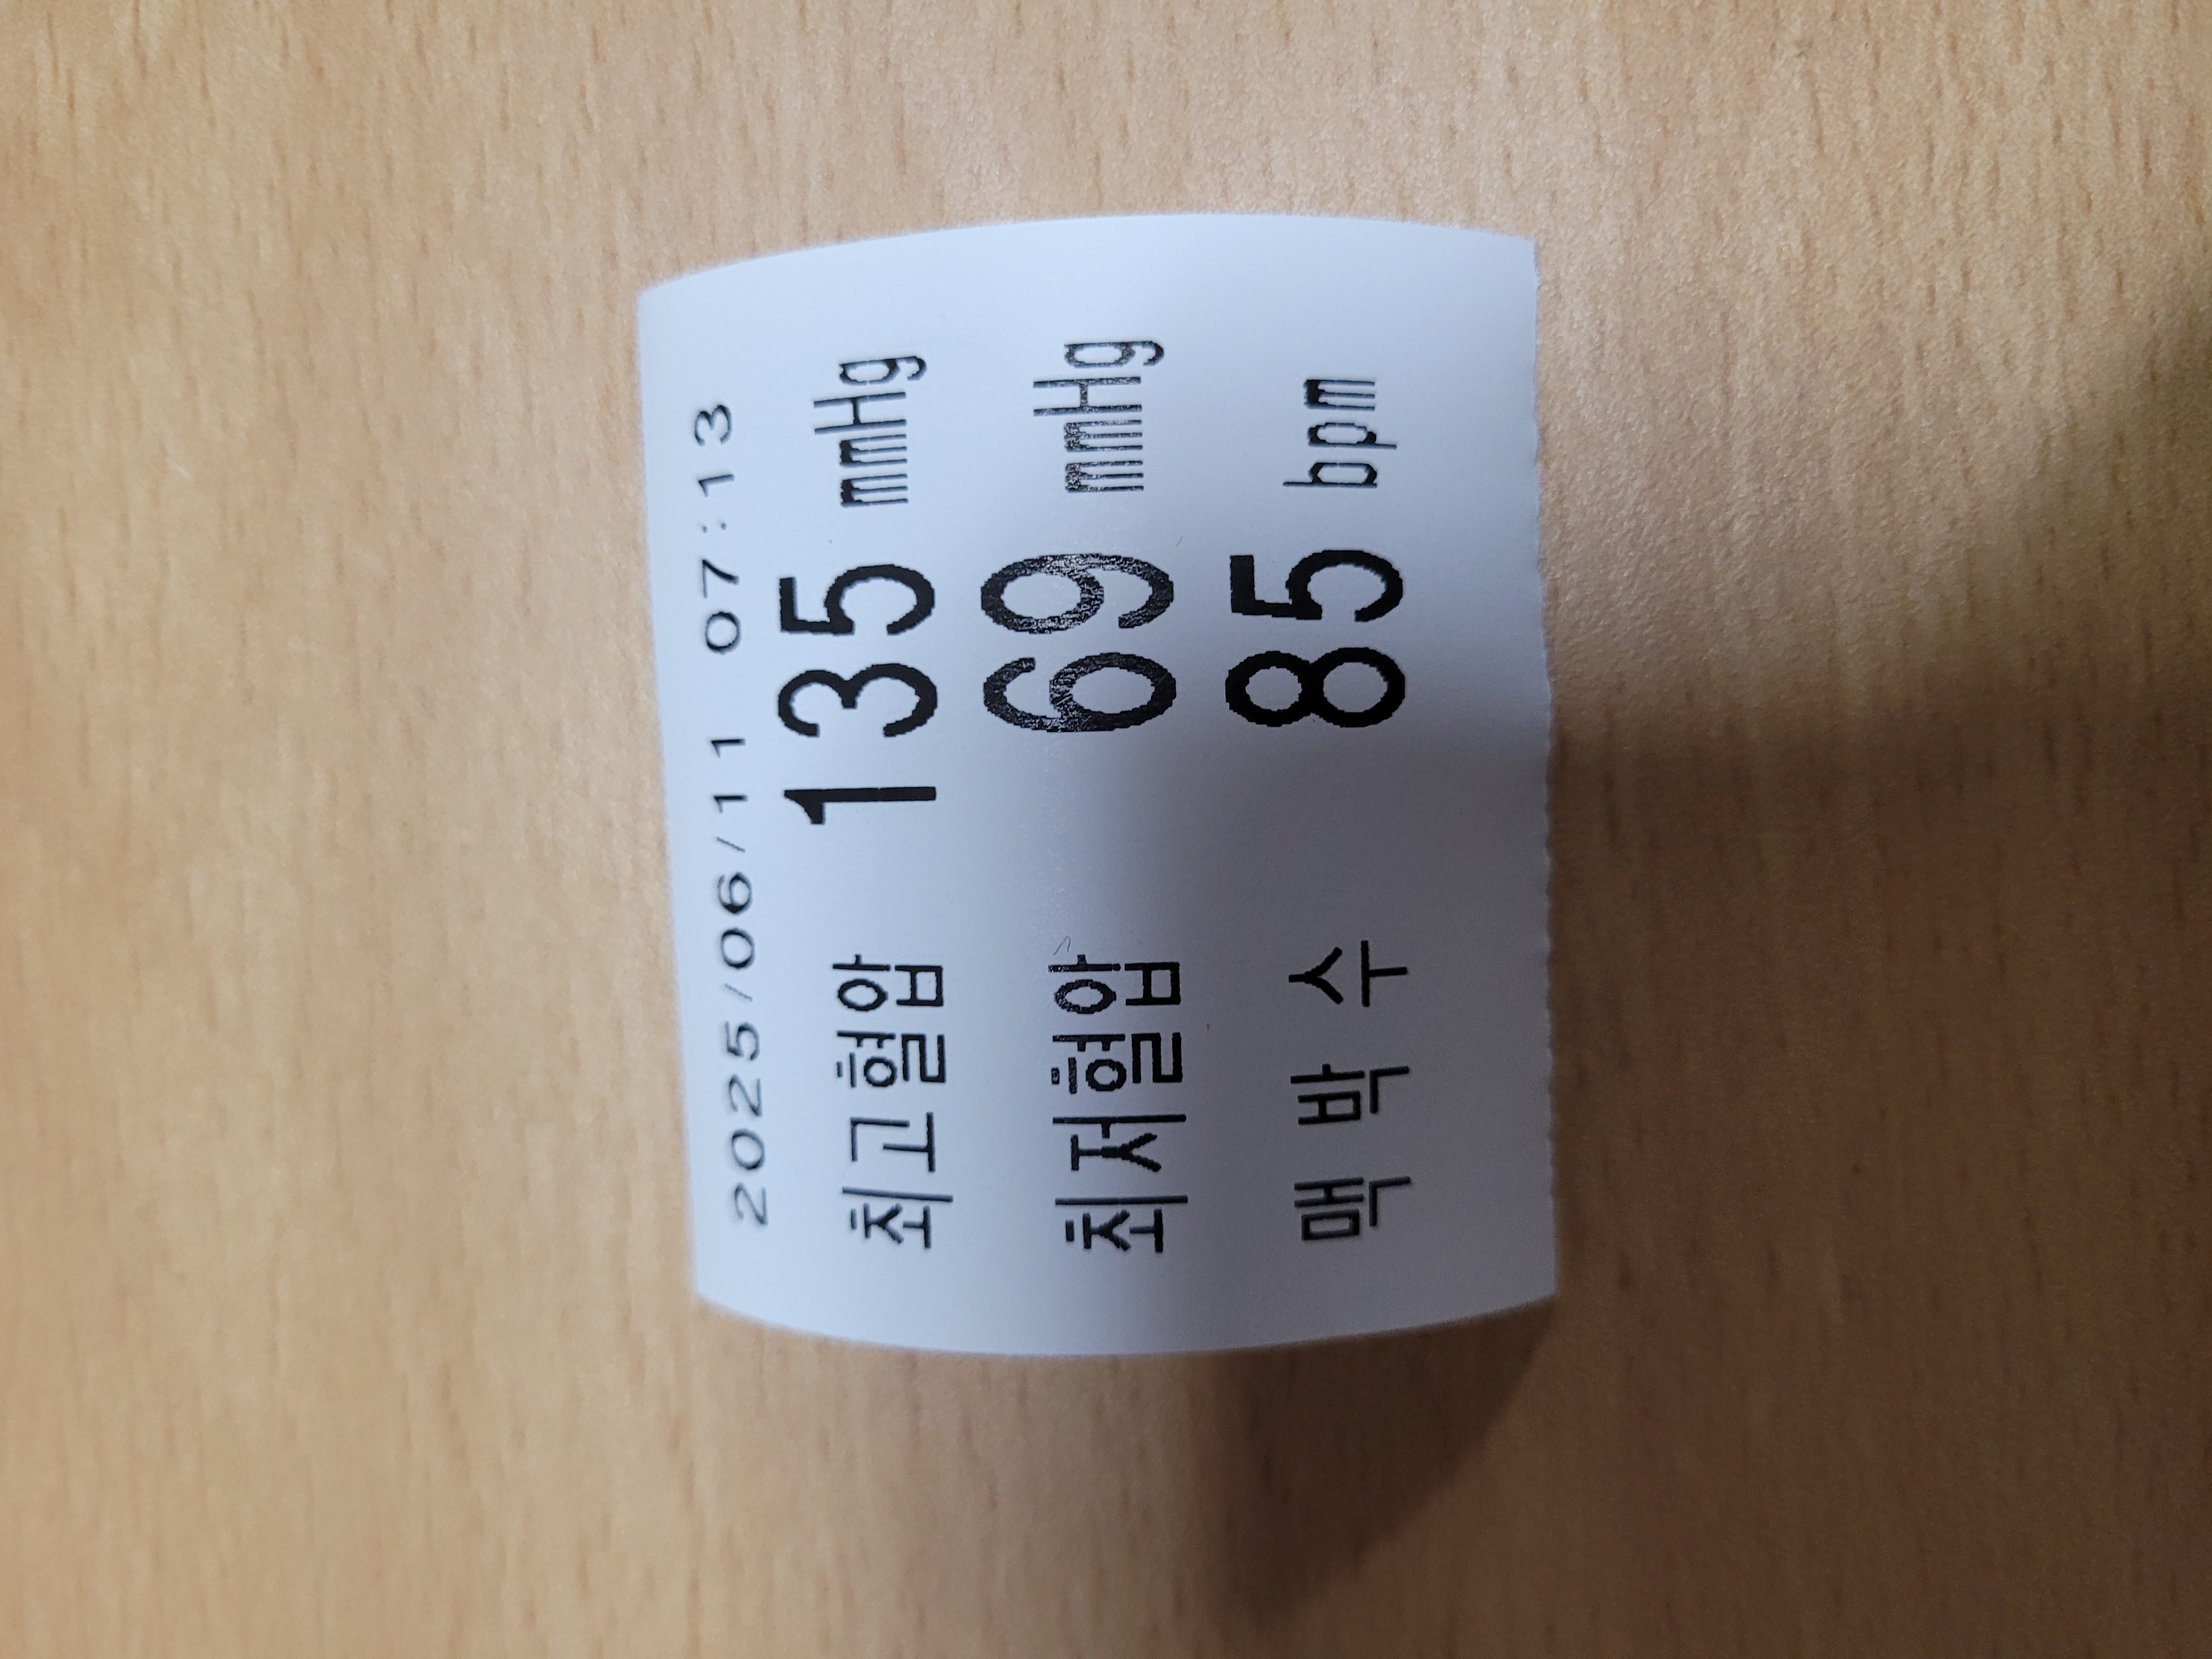 2025/06/11 07:13
최고혈압 135 mmHg
최저혈압 69 mmHg
맥 박 수 85 bpm